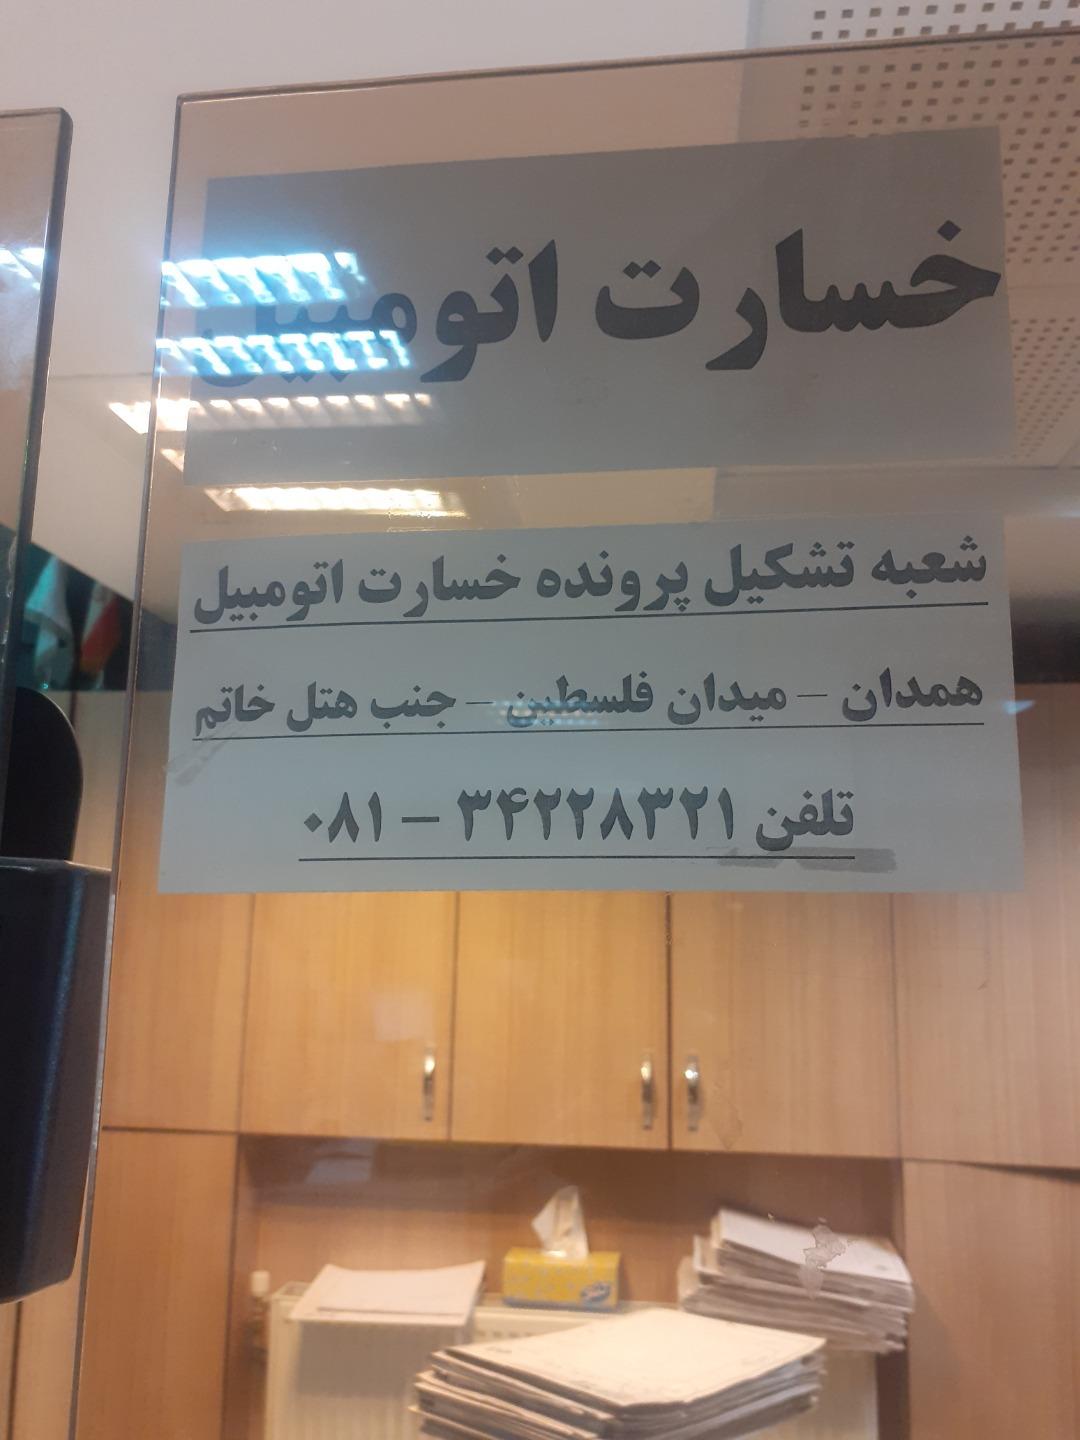 خسارت اتومبیل
شعبه تشکیل پرونده خسارت اتومبیل
همدان - میدان فلسطین - جنب هتل خاتم
تلفن ۳۴۲۲۸۳۲۱ - ۰۸۱